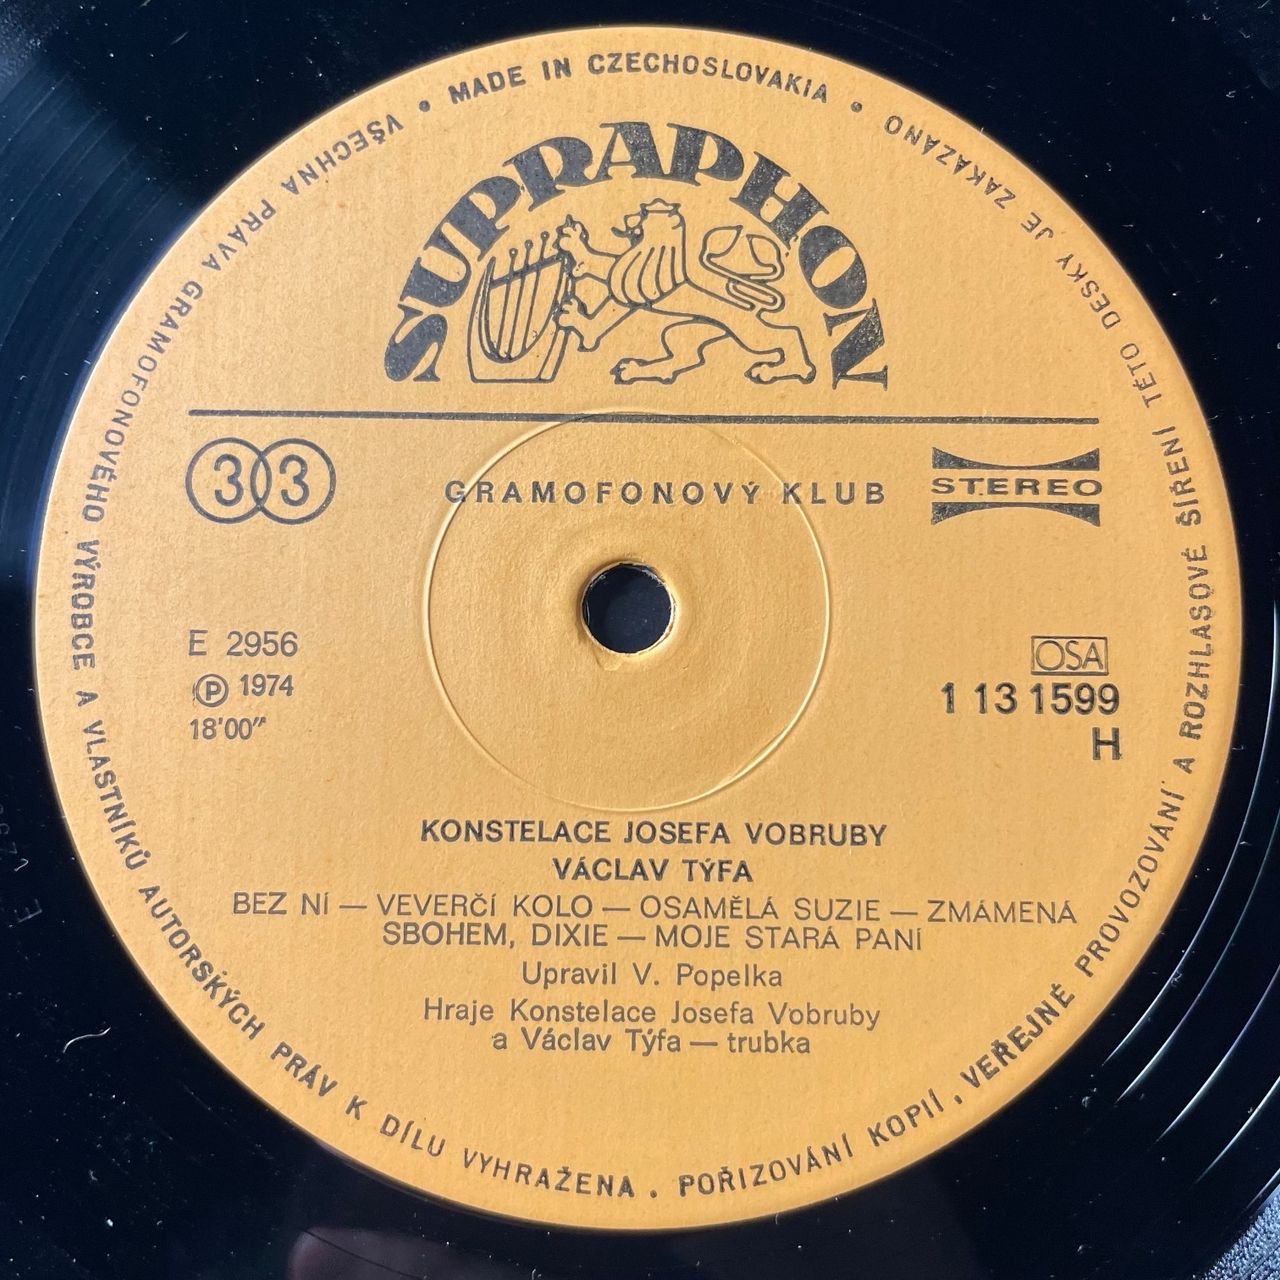 MADE IN CZECHOSLOVAKIA • VŠECHNA PRÁVA GRAMOFONOVÉHO VÝROBCE A VLASTNÍKŮ AUTORSKÝCH PRÁV K DÍLU VYHRAŽENA . POŘIZOVÁNÍ KOPIÍ, VEŘEJNÉ PROVOZOVÁNÍ A ROZHLASOVÉ ŠÍŘENÍ TÉTO DESKY JE ZAKÁZÁNO •
SUPRAPHON
33
GRAMOFONOVÝ KLUB
STEREO
E 2956
℗ 1974
18'00"
OSA
1 13 1599
H
KONSTELACE JOSEFA VOBRUBY
VÁCLAV TÝFA
BEZ NÍ — VEVERČÍ KOLO — OSAMĚLÁ SUZIE — ZMÁMENÁ
SBOHEM, DIXIE — MOJE STARÁ PANÍ
Upravil V. Popelka
Hraje Konstelace Josefa Vobruby
a Václav Týfa — trubka